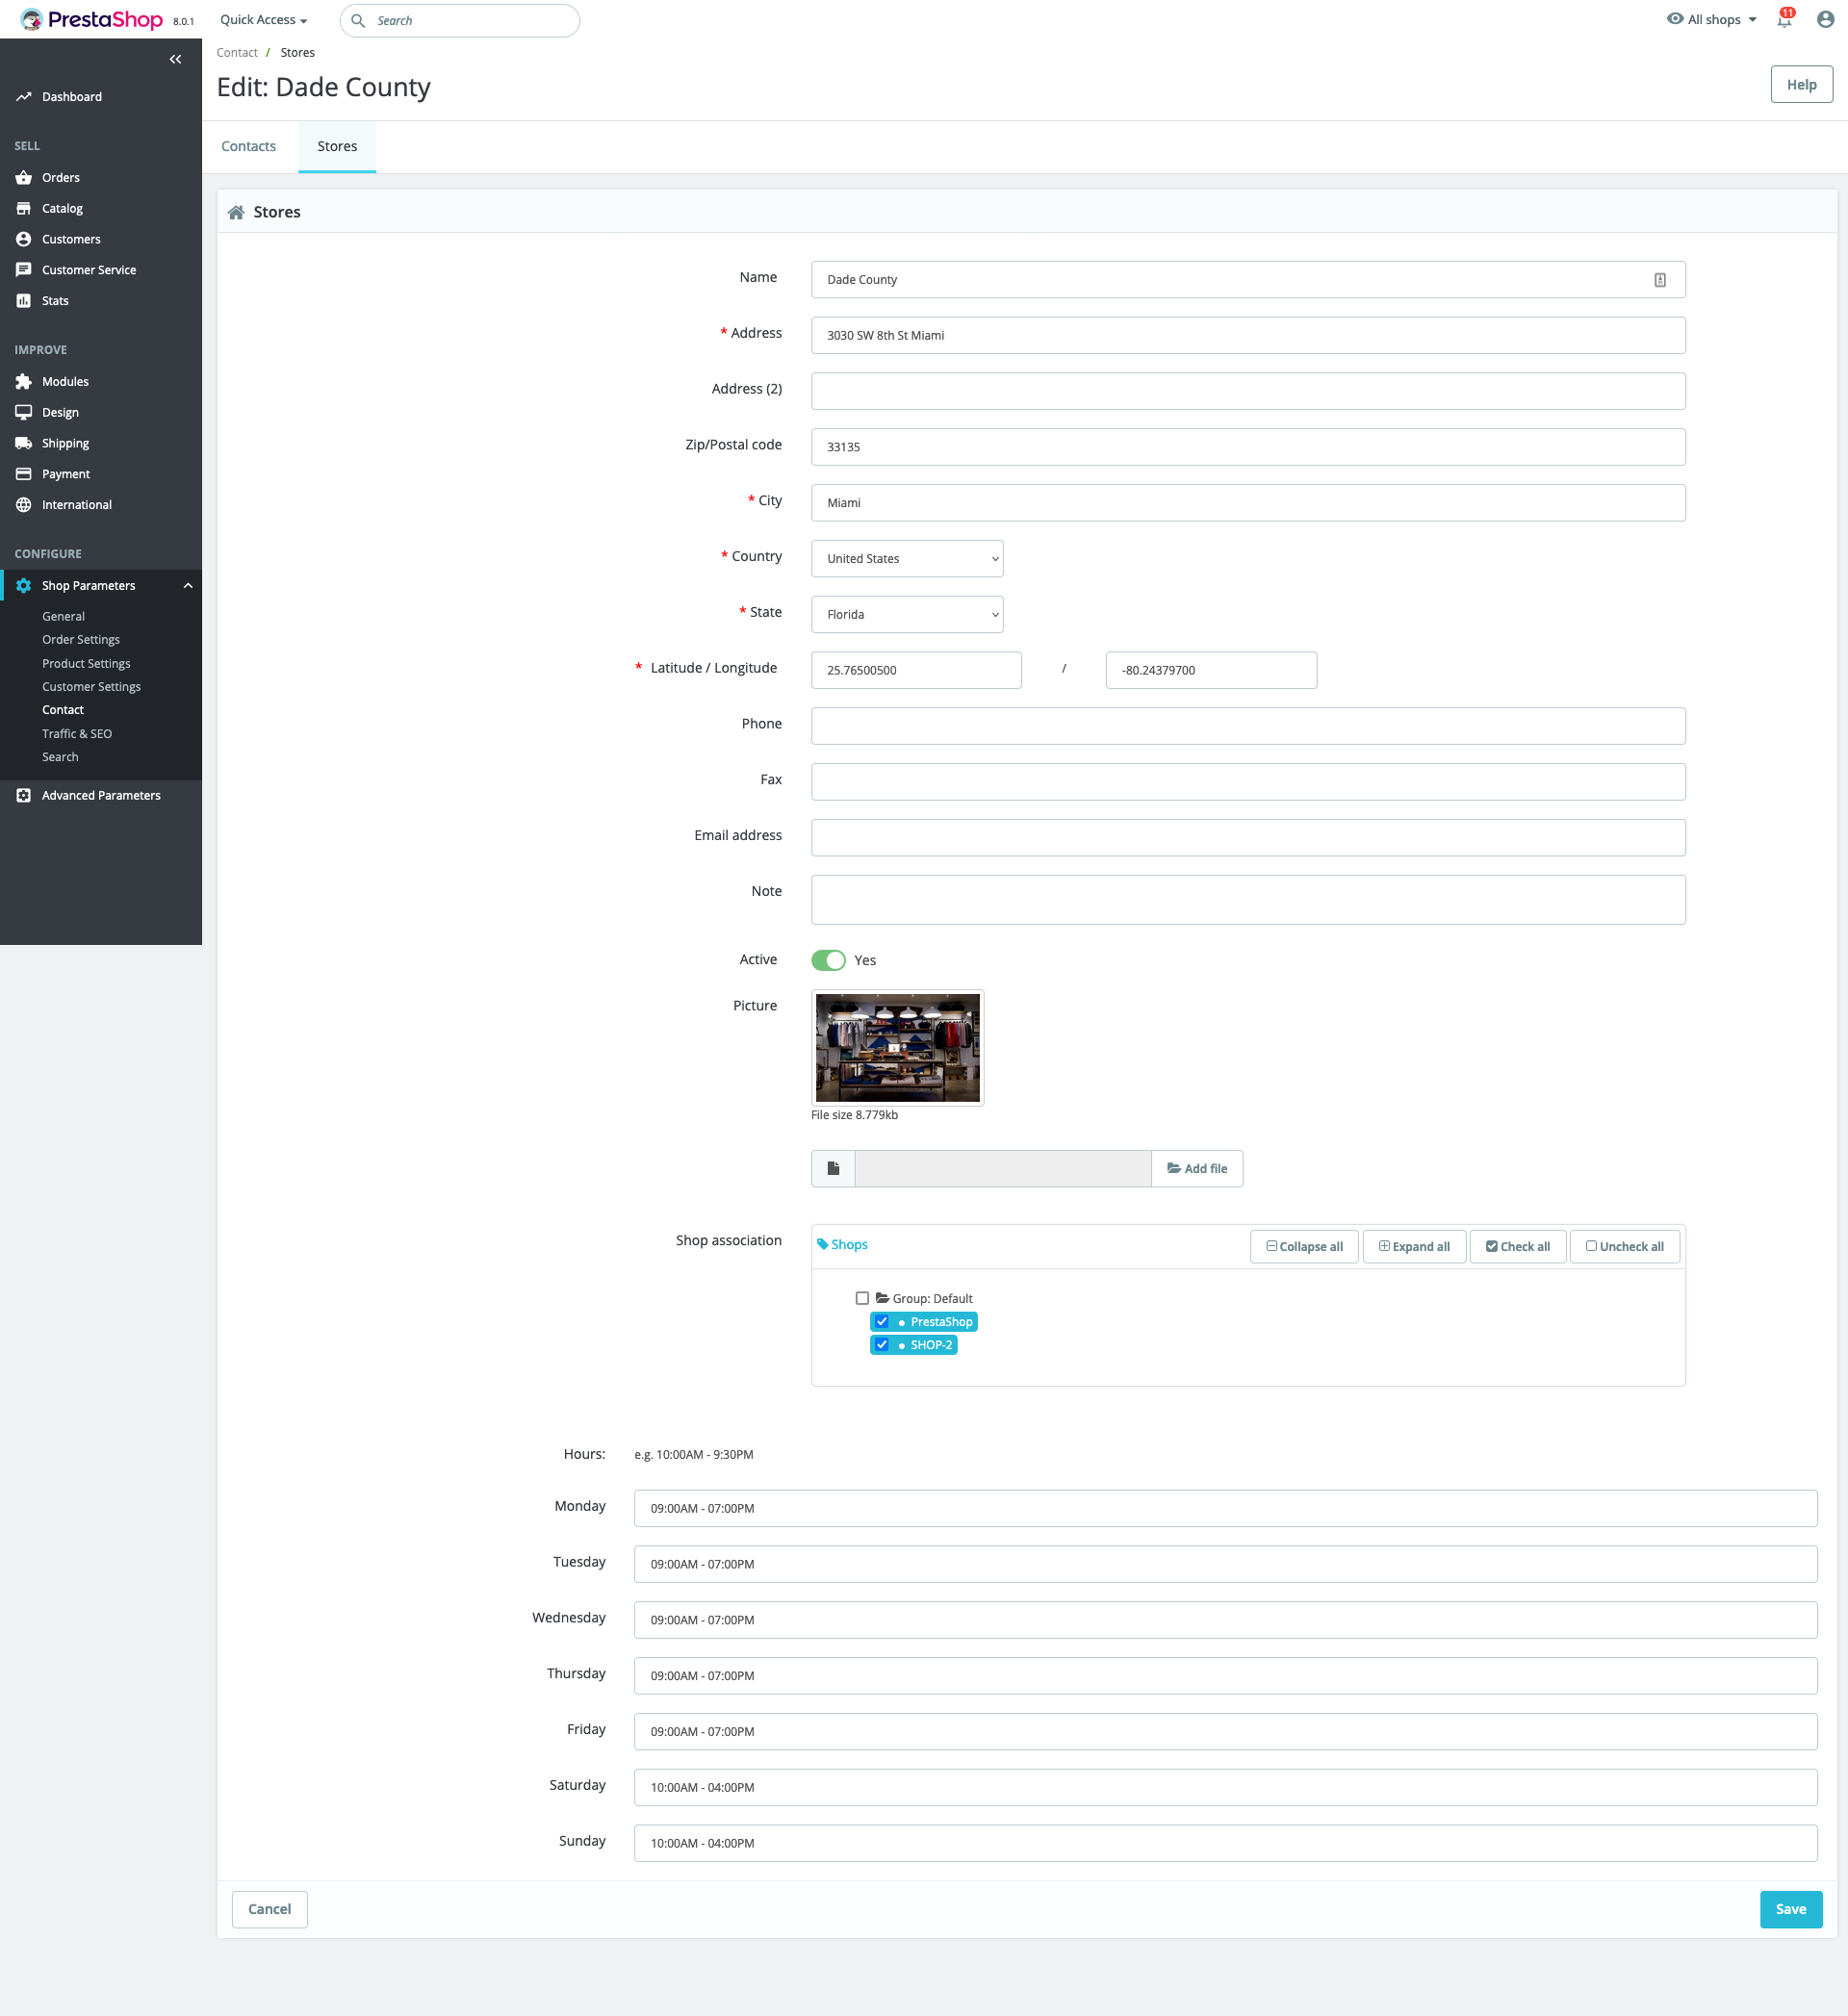 PrestaShop 8.0.1 Quick Access Search All shops 11
Contact / Stores
Edit: Dade County
Help
Contacts Stores
Dashboard
SELL
Orders
Catalog
Customers
Customer Service
Stats
IMPROVE
Modules
Design
Shipping
Payment
International
CONFIGURE
Shop Parameters
General
Order Settings
Product Settings
Customer Settings
Contact
Traffic & SEO
Search
Advanced Parameters
Stores
Name Dade County
* Address 3030 SW 8th St Miami
Address (2)
Zip/Postal code 33135
* City Miami
* Country United States
* State Florida
* Latitude / Longitude 25.76500500 / -80.24379700
Phone
Fax
Email address
Note
Active Yes
Picture
File size 8.779kb
Add file
Shop association Shops Collapse all Expand all Check all Uncheck all
Group: Default
PrestaShop
SHOP-2
Hours: e.g. 10:00AM - 9:30PM
Monday 09:00AM - 07:00PM
Tuesday 09:00AM - 07:00PM
Wednesday 09:00AM - 07:00PM
Thursday 09:00AM - 07:00PM
Friday 09:00AM - 07:00PM
Saturday 10:00AM - 04:00PM
Sunday 10:00AM - 04:00PM
Cancel Save